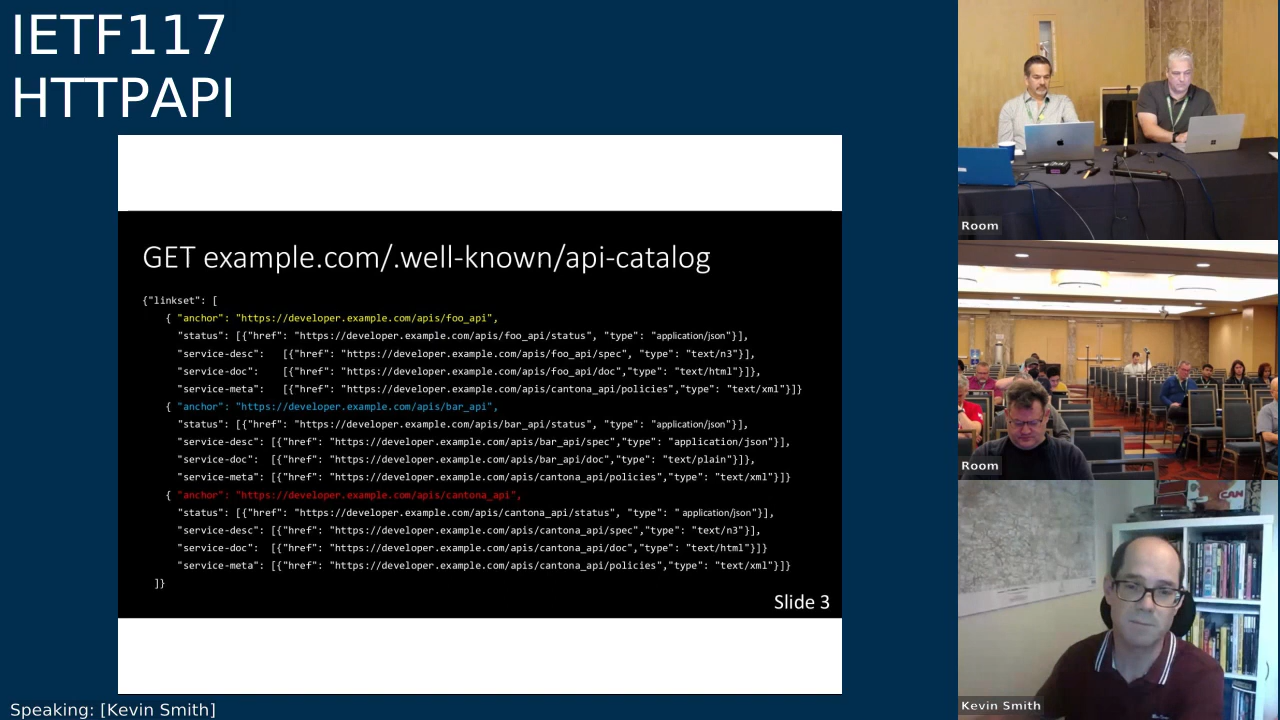 IETF117
HTTPAPI
GET example.com/.well-known/api-catalog
{"linkset": [
{ "anchor": "https://developer.example.com/apis/foo_api",
"status": [{"href": "https://developer.example.com/apis/foo_api/status", "type": "application/json"}],
"service-desc": [{"href": "https://developer.example.com/apis/foo_api/spec", "type": "text/n3"}],
"service-doc": [{"href": "https://developer.example.com/apis/foo_api/doc","type": "text/html"}]},
"service-meta": [{"href": "https://developer.example.com/apis/cantona_api/policies","type": "text/xml"}]}
{ "anchor": "https://developer.example.com/apis/bar_api",
"status": [{"href": "https://developer.example.com/apis/bar_api/status", "type": "application/json"}],
"service-desc": [{"href": "https://developer.example.com/apis/bar_api/spec","type": "application/json"}],
"service-doc": [{"href": "https://developer.example.com/apis/bar_api/doc","type": "text/plain"}]},
"service-meta": [{"href": "https://developer.example.com/apis/cantona_api/policies","type": "text/xml"}]}
{ "anchor": "https://developer.example.com/apis/cantona_api",
"status": [{"href": "https://developer.example.com/apis/cantona_api/status", "type": " application/json"}],
"service-desc": [{"href": "https://developer.example.com/apis/cantona_api/spec","type": "text/n3"}],
"service-doc": [{"href": "https://developer.example.com/apis/cantona_api/doc","type": "text/html"}]}
"service-meta": [{"href": "https://developer.example.com/apis/cantona_api/policies","type": "text/xml"}]}
]}
Slide 3
Room
Room
CAN
Kevin Smith
Speaking: [Kevin Smith]